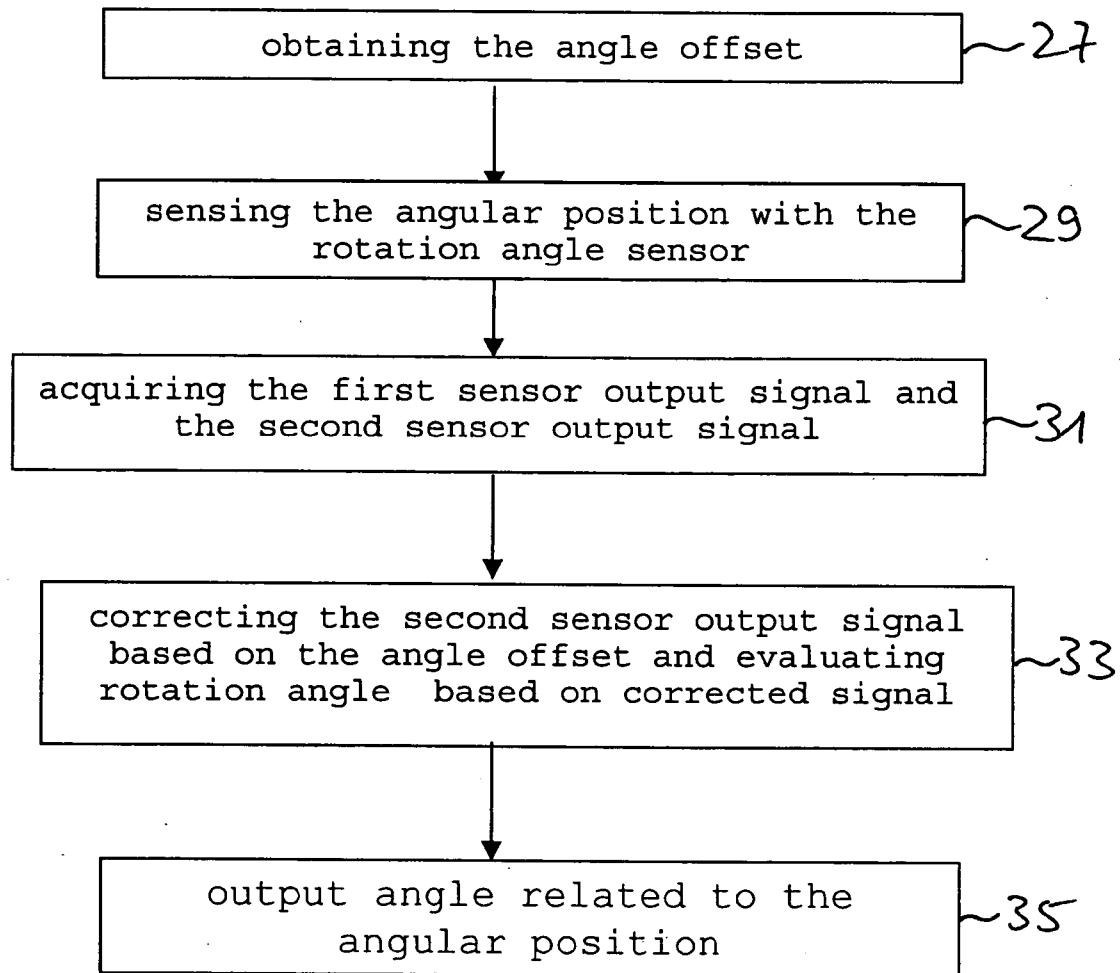 obtaining the angle offset
27
sensing the angular position with the
rotation angle sensor
29
acquiring the first sensor output signal and
the second sensor output signal
31
correcting the second sensor output signal
based on the angle offset and evaluating
rotation angle based on corrected signal
33
output angle related to the
angular position
35